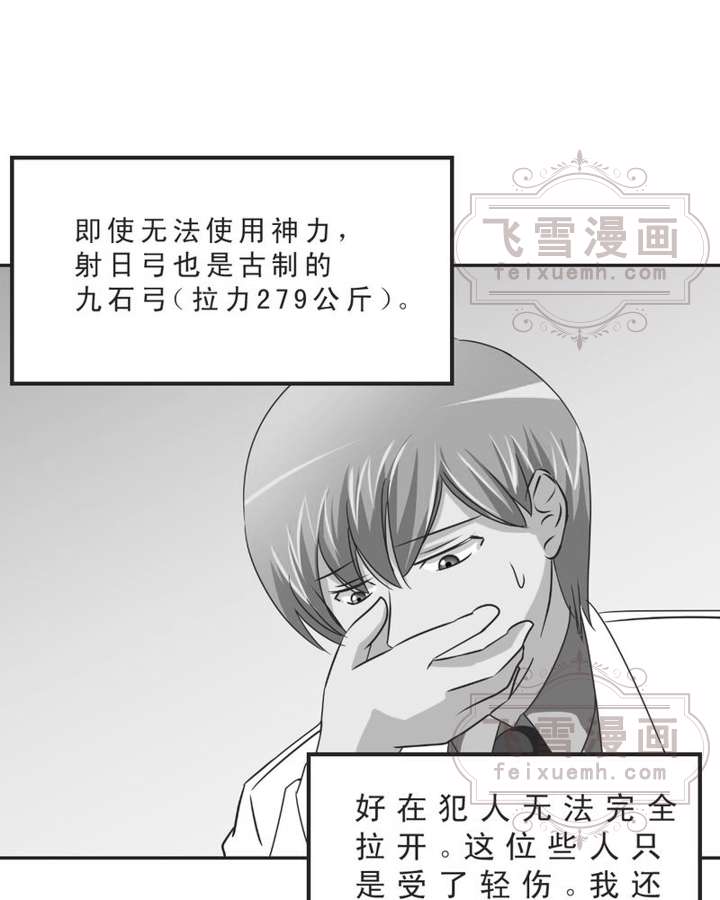 飞雪漫画
feixuemh.com
即使无法使用神力，
射日弓也是古制的
九石弓（拉力279公斤）。
飞雪漫画
feixuemh.com
好在犯人无法完全
拉开。这位些人只
是受了轻伤。我还